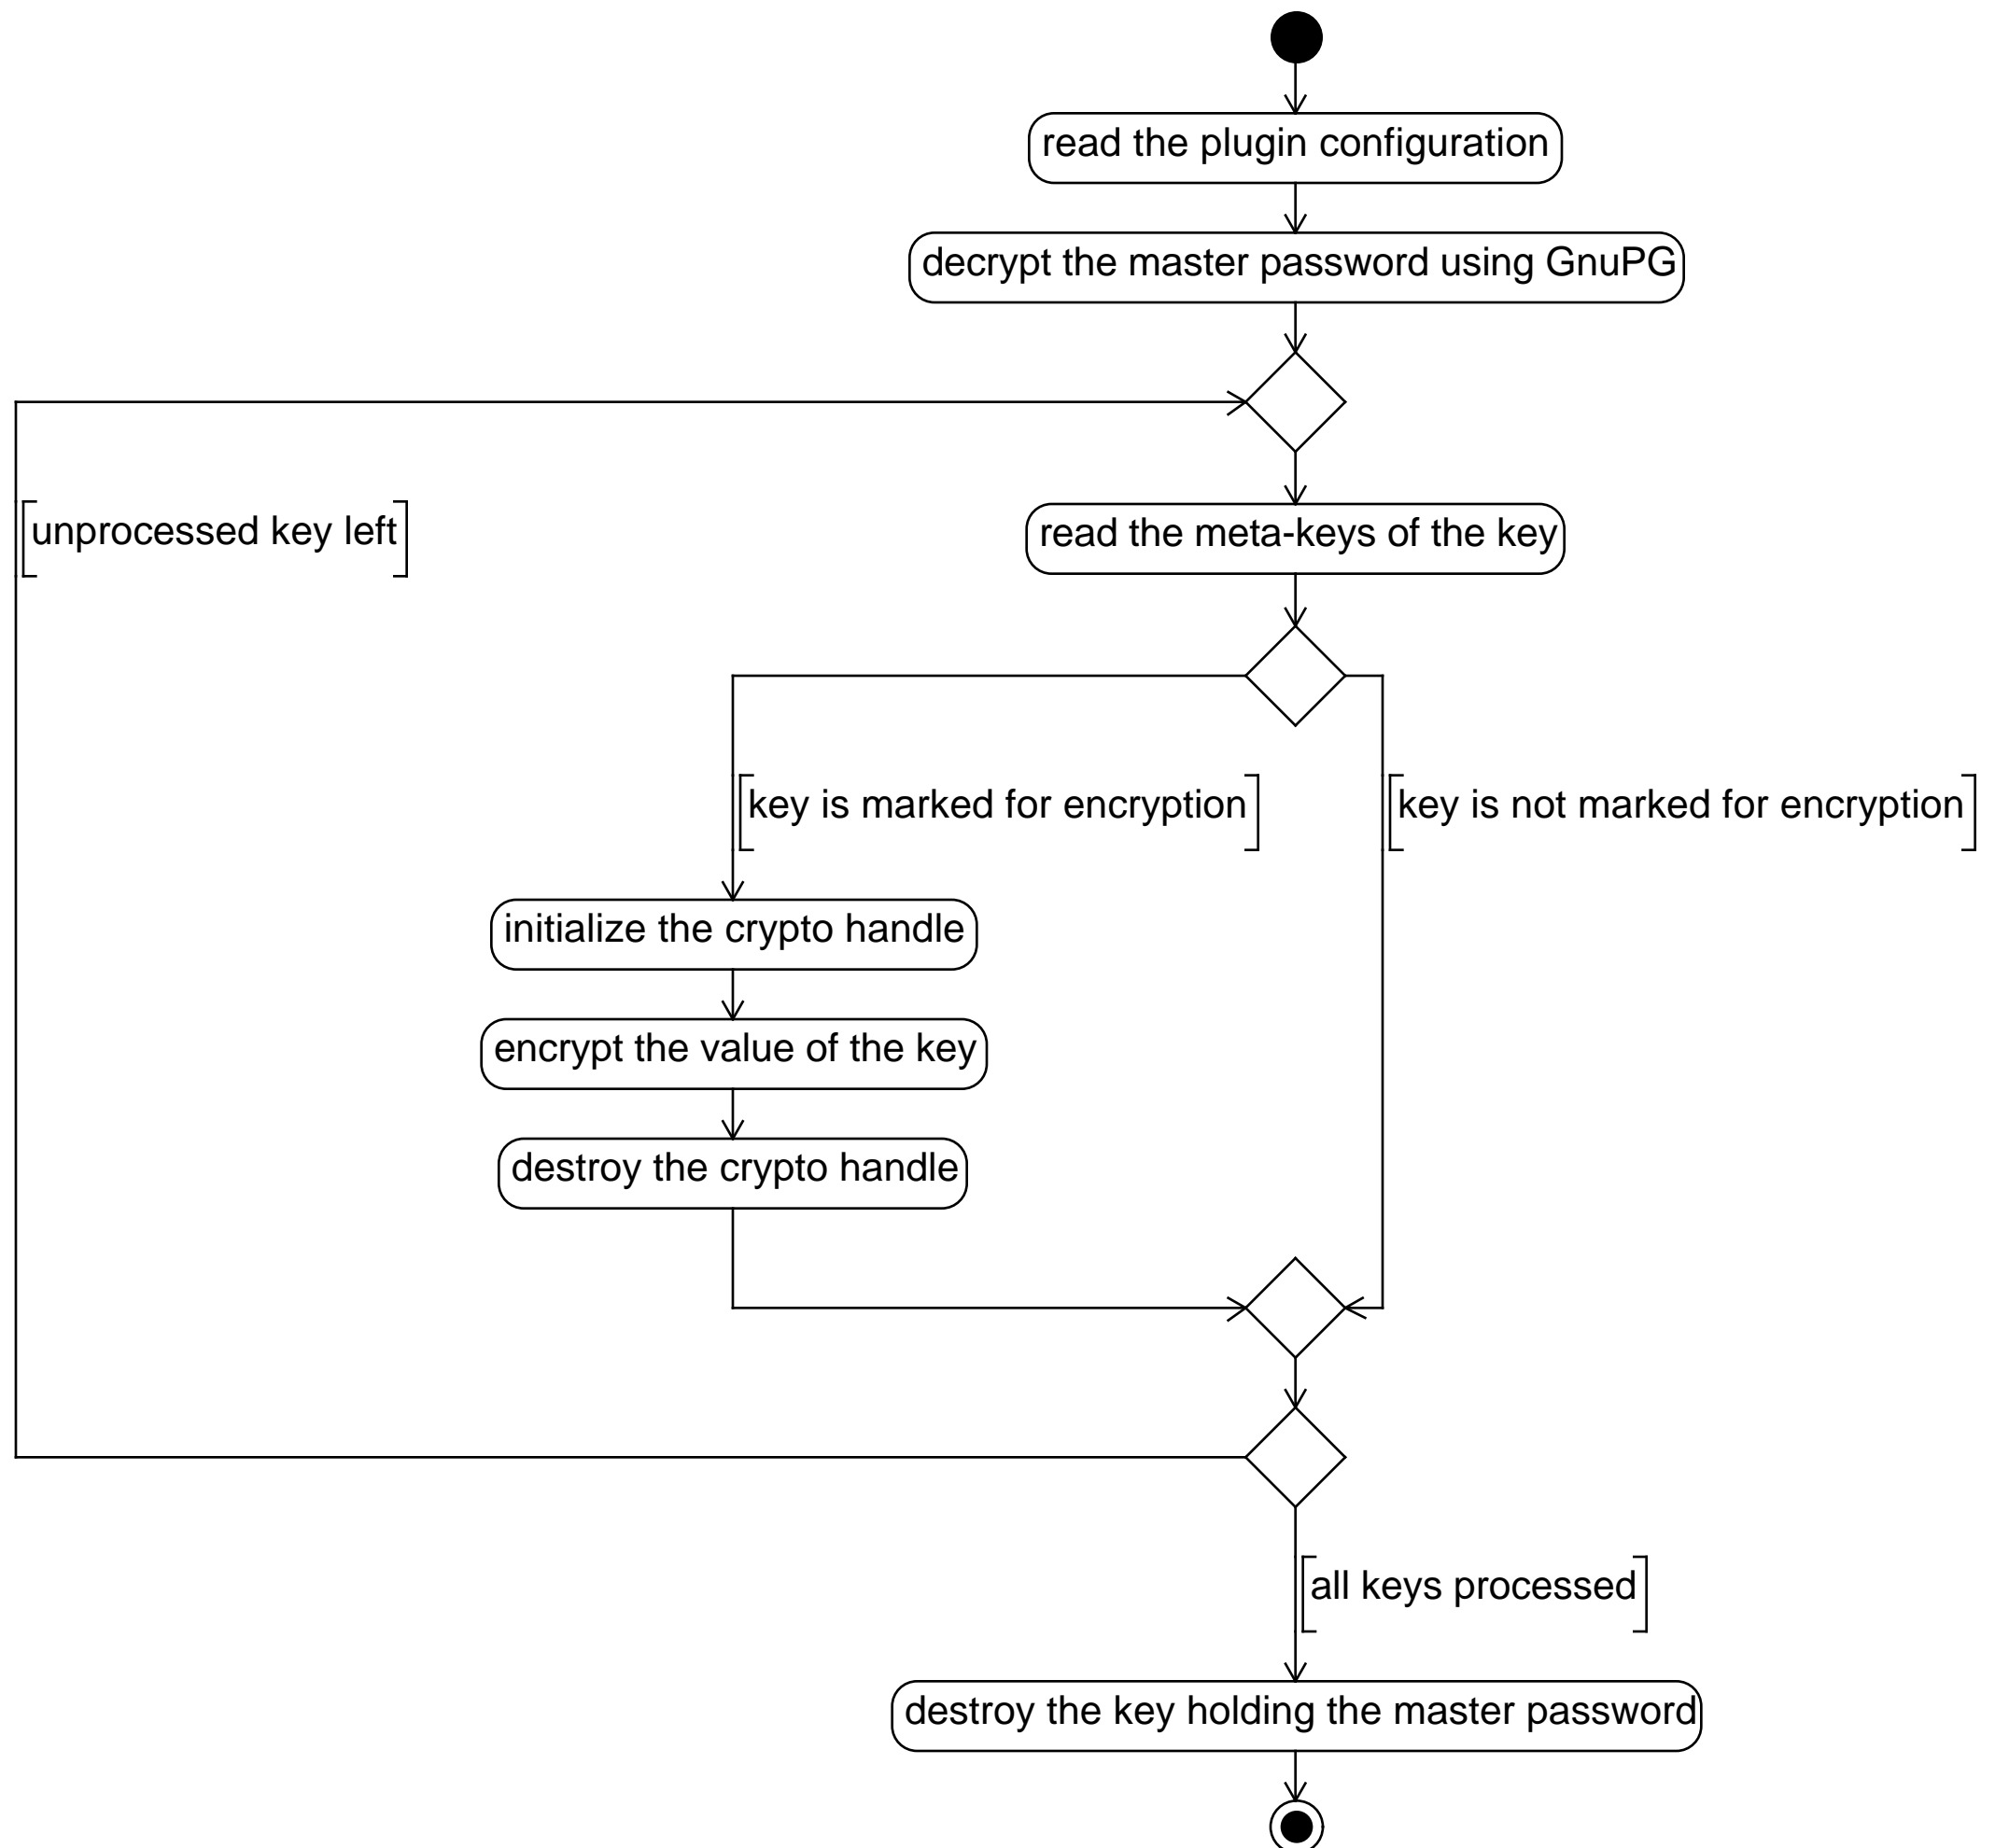 read the plugin configuration
decrypt the master password using GnuPG
[unprocessed key left]
read the meta-keys of the key
[key is marked for encryption]
[key is not marked for encryption]
initialize the crypto handle
encrypt the value of the key
destroy the crypto handle
[all keys processed]
destroy the key holding the master password